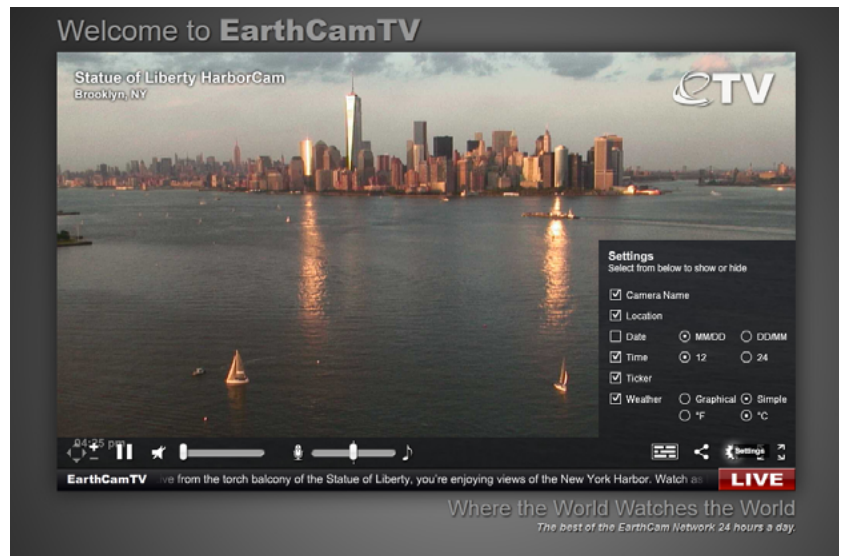 Welcome to EarthCamTV
Statue of Liberty HarborCam
Brooklyn, NY
eTV
Settings
Select from below to show or hide
Camera Name
Location
Date MM/DD DD/MM
Time 12 24
Ticker
Weather Graphical Simple
°F °C
04:25 pm
Settings
EarthCamTV ve from the torch balcony of the Statue of Liberty, you're enjoying views of the New York Harbor. Watch as LIVE
Where the World Watches the World
The best of the EarthCam Network 24 hours a day.